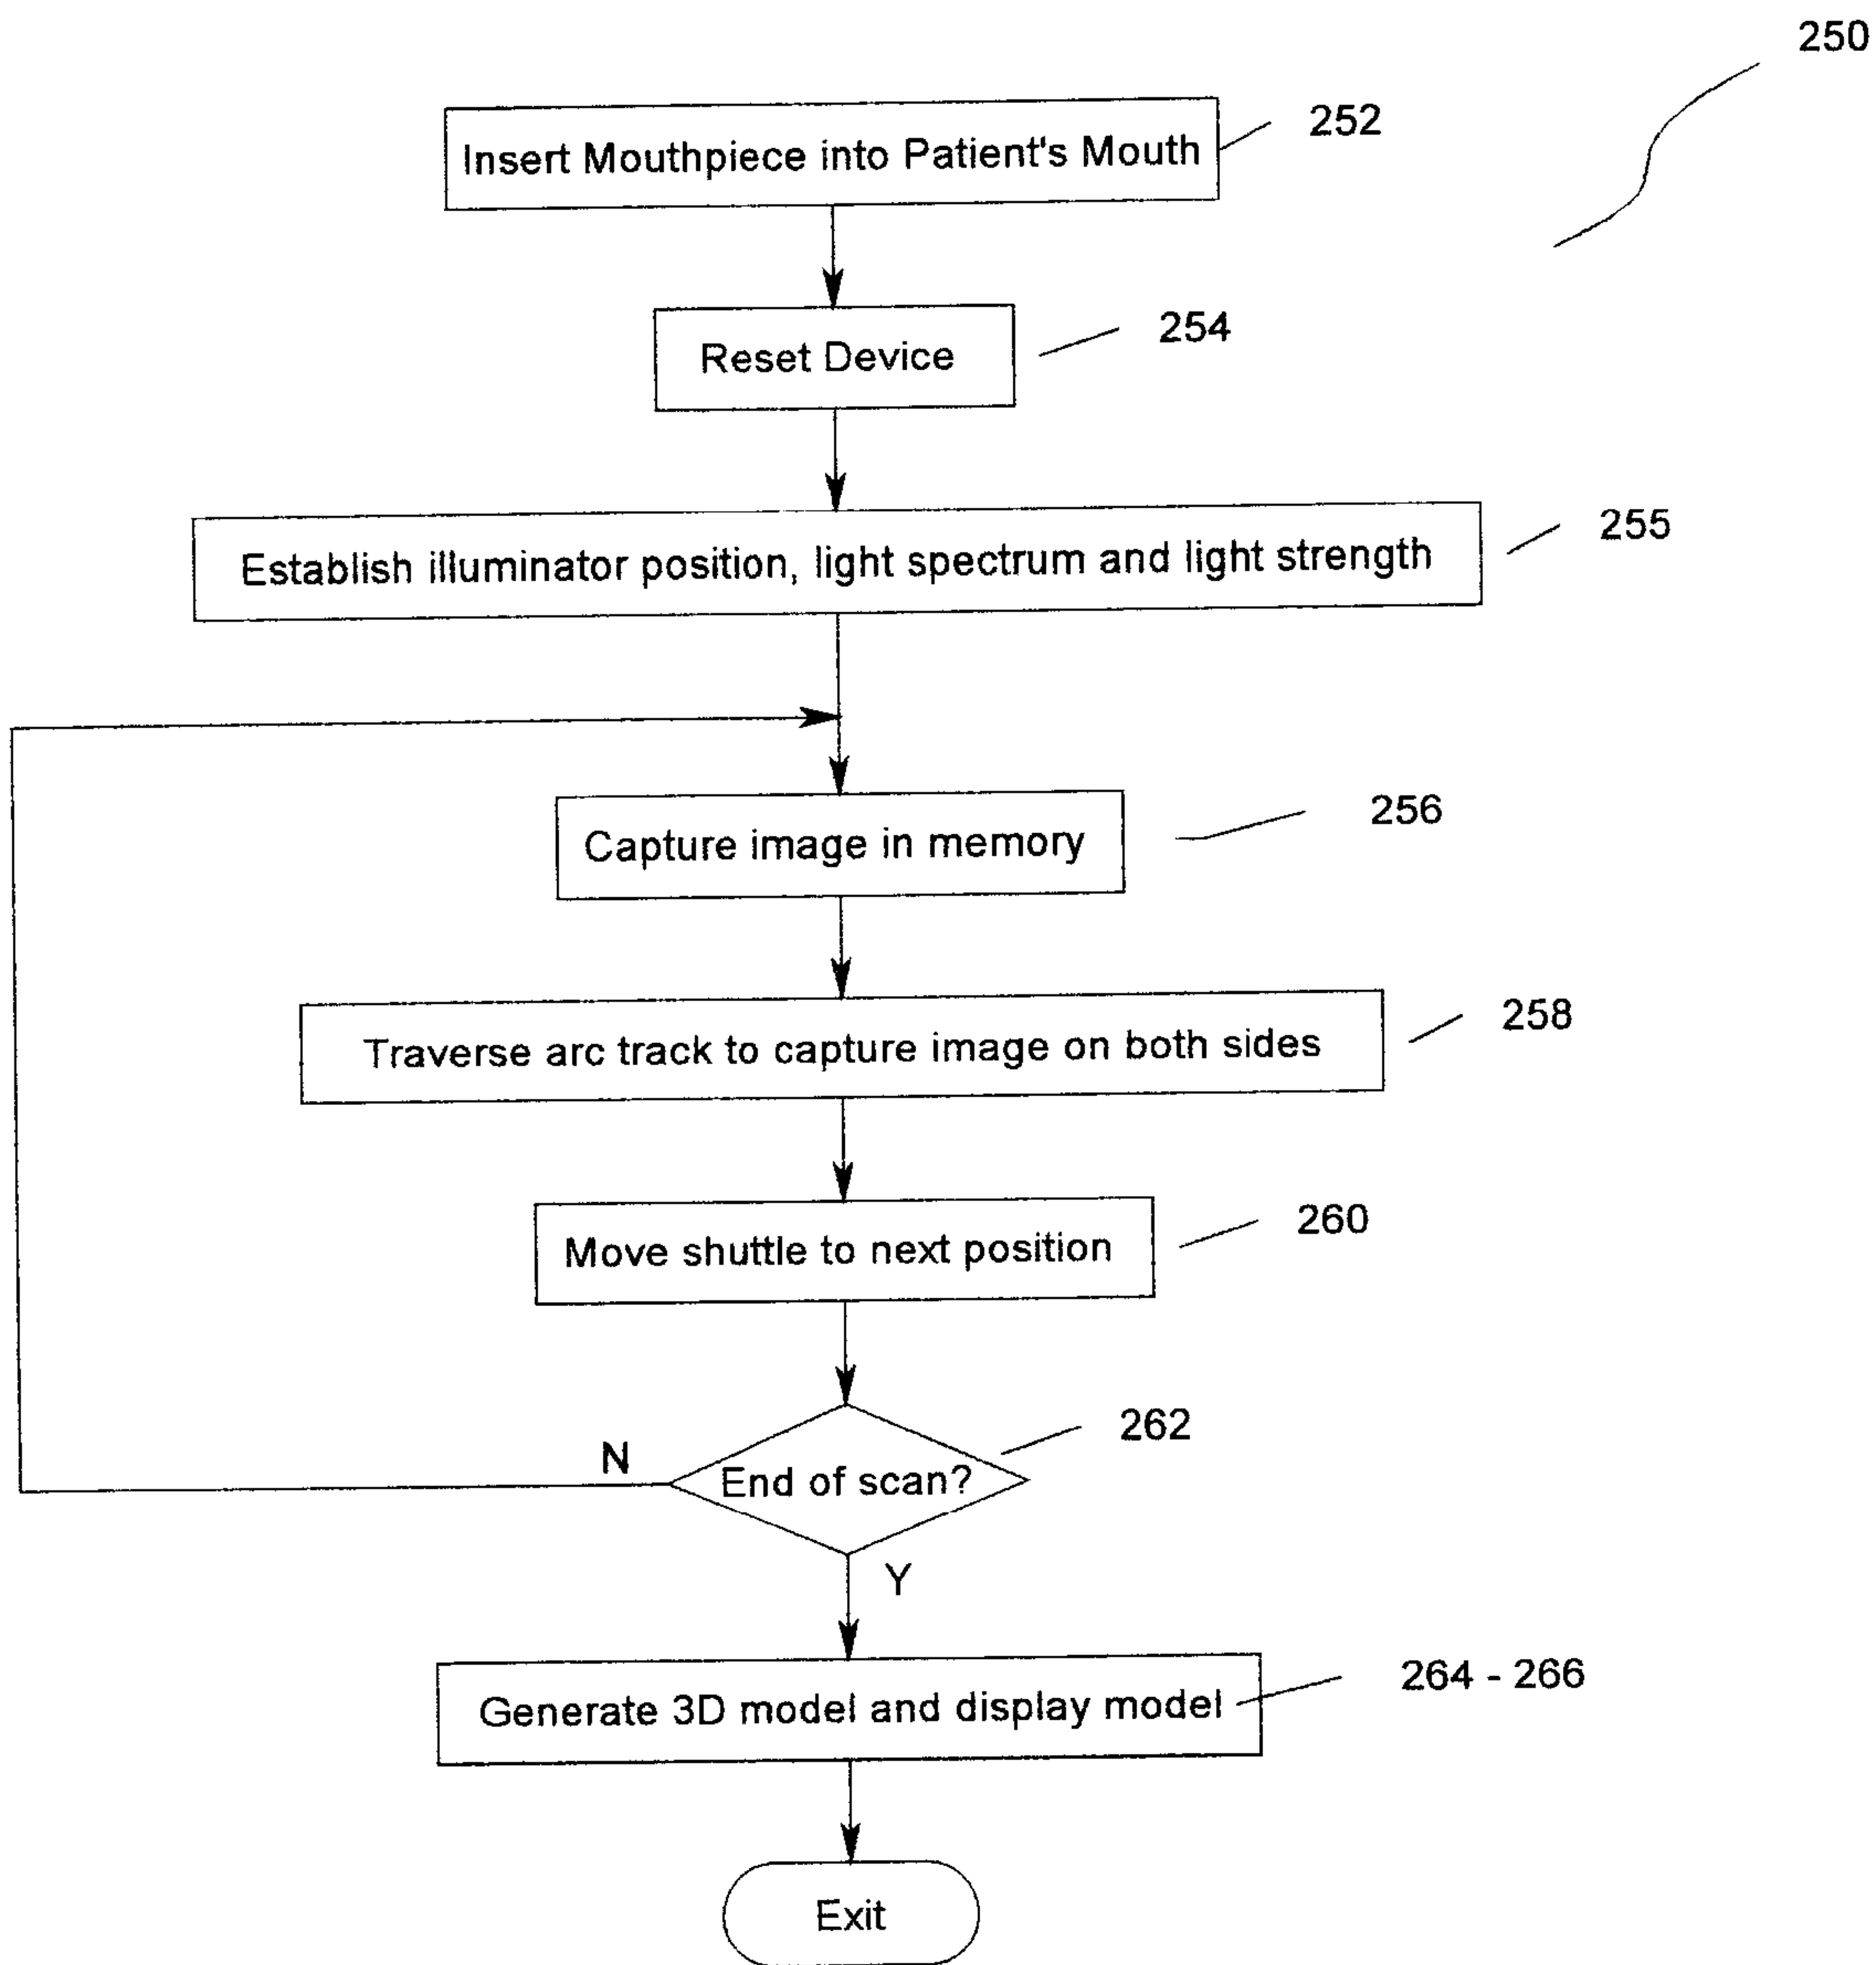 250
Insert Mouthpiece into Patient's Mouth
252
Reset Device
254
Establish illuminator position, light spectrum and light strength
255
Capture image in memory
256
Traverse arc track to capture image on both sides
258
Move shuttle to next position
260
End of scan?
262
N
Y
Generate 3D model and display model
264 - 266
Exit